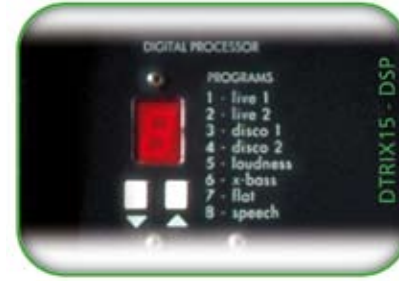 DIGITAL PROCESSOR
PROGRAMS
1 - live 1
2 - live 2
3 - disco 1
4 - disco 2
5 - loudness
6 - x-bass
7 - flat
8 - speech
DTRIX15 - DSP